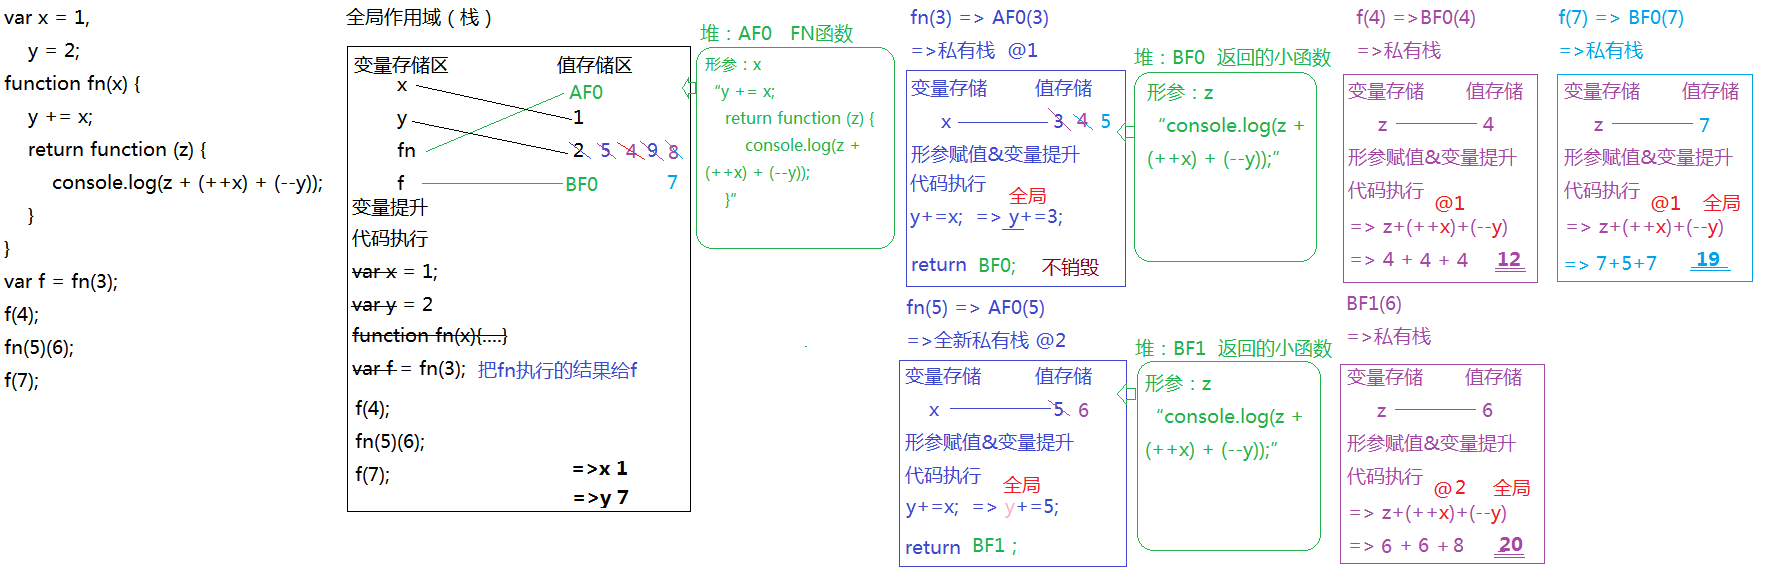 var x = 1,
y = 2;
function fn(x) {
y += x;
return function (z) {
console.log(z + (++x) + (--y));
}
}
var f = fn(3);
f(4);
fn(5)(6);
f(7);
全局作用域（栈）
变量存储区 值存储区
x AF0
y 1
fn 2 5 4 9 8
f BF0 7
变量提升
代码执行
var x = 1;
var y = 2
function fn(x){....}
var f = fn(3); 把fn执行的结果给f
f(4);
fn(5)(6);
f(7);
=>x 1
=>y 7
堆：AF0 FN函数
形参：x
“y += x;
return function (z) {
console.log(z +
(++x) + (--y));
}”
fn(3) => AF0(3)
=>私有栈 @1
变量存储 值存储
x 3 4 5
形参赋值&变量提升
代码执行
全局
y+=x; => y+=3;
return BF0; 不销毁
堆：BF0 返回的小函数
形参：z
“console.log(z +
(++x) + (--y));”
f(4) =>BF0(4)
=>私有栈
变量存储 值存储
z 4
形参赋值&变量提升
代码执行
@1
=> z+(++x)+(--y)
=> 4 + 4 + 4 12
f(7) => BF0(7)
=>私有栈
变量存储 值存储
z 7
形参赋值&变量提升
代码执行
@1 全局
=> z+(++x)+(--y)
=> 7+5+7 19
fn(5) => AF0(5)
=>全新私有栈 @2
变量存储 值存储
x 5 6
形参赋值&变量提升
代码执行
全局
y+=x; => y+=5;
return BF1 ;
堆：BF1 返回的小函数
形参：z
“console.log(z +
(++x) + (--y));”
BF1(6)
=>私有栈
变量存储 值存储
z 6
形参赋值&变量提升
代码执行
@2 全局
=> z+(++x)+(--y)
=> 6 + 6 + 8 20